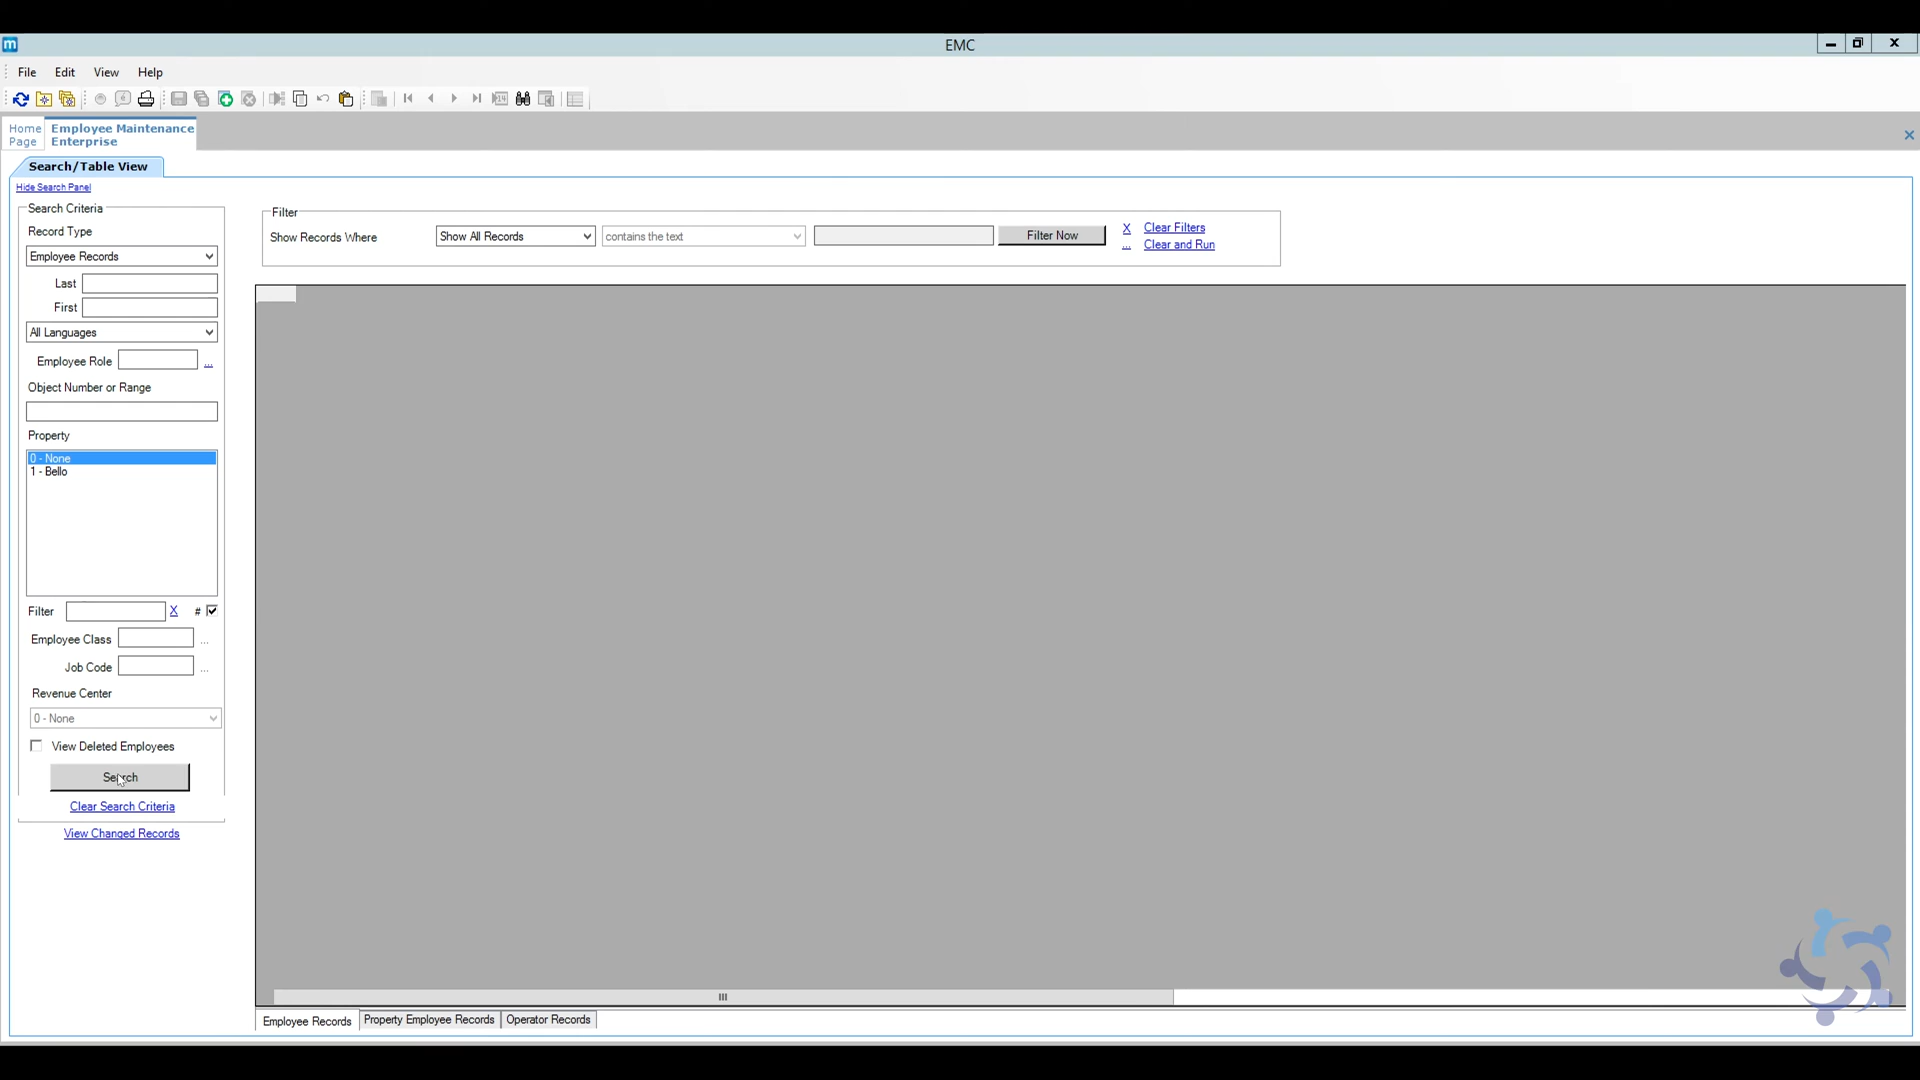 m
EMC
File Edit View Help
Home Page
Employee Maintenance Enterprise
Search/Table View
Hide Search Panel
Search Criteria
Record Type
Employee Records
Last
First
All Languages
Employee Role ...
Object Number or Range
Property
0 - None
1 - Bello
Filter X #
Employee Class ...
Job Code ...
Revenue Center
0 - None
View Deleted Employees
Search
Clear Search Criteria
View Changed Records
Filter
Show Records Where Show All Records contains the text Filter Now X Clear Filters
... Clear and Run
Employee Records Property Employee Records Operator Records